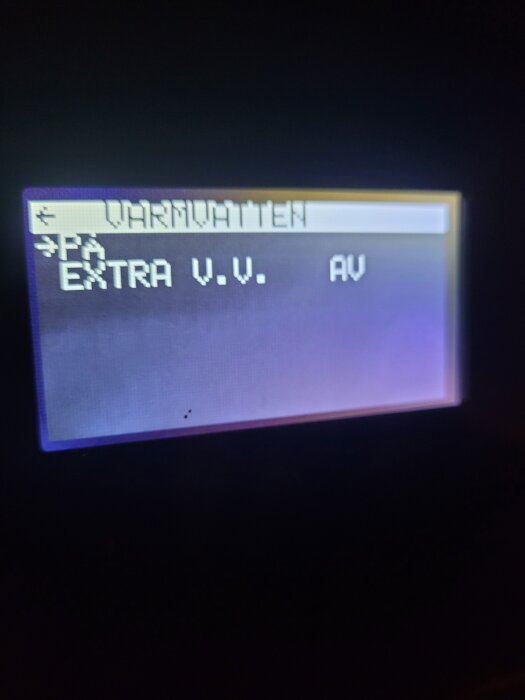 ← VARMVATTEN
→PÅ
EXTRA V.V. AV